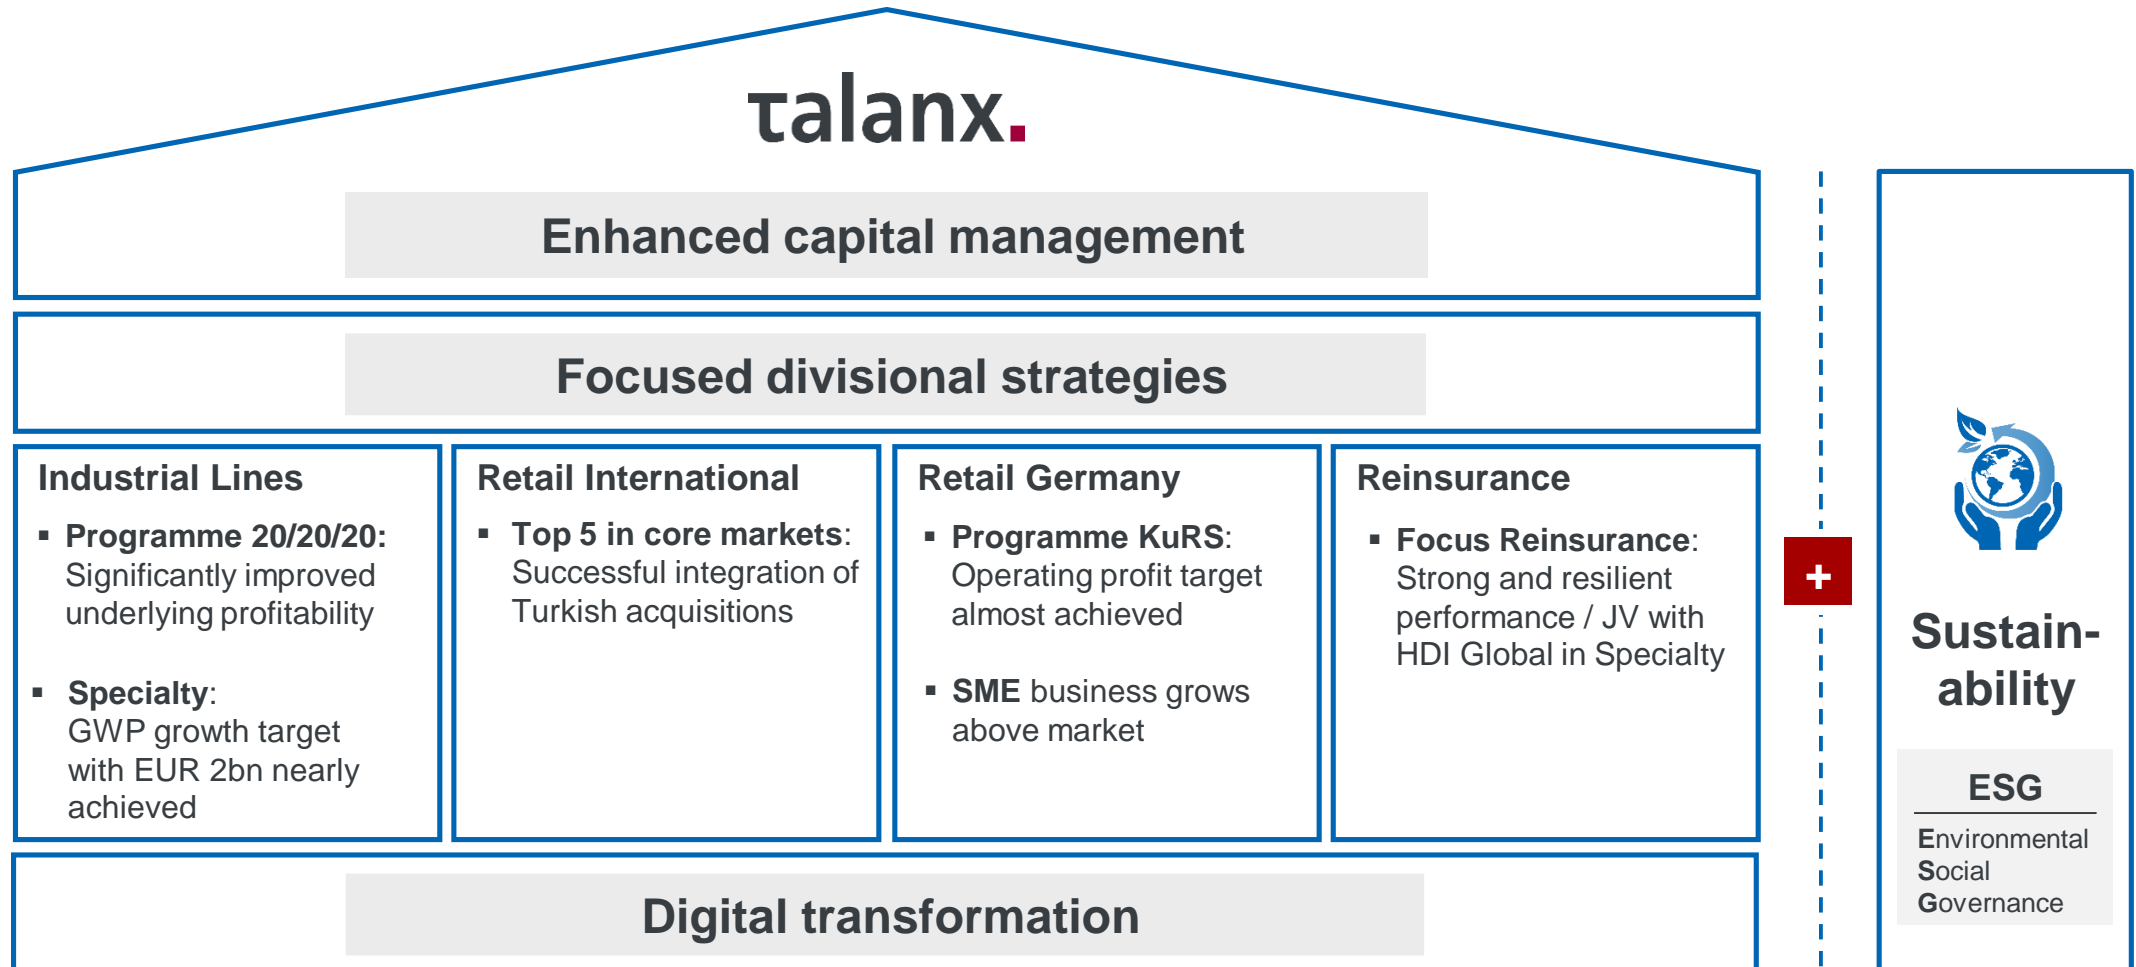 τalanx.
Enhanced capital management
Focused divisional strategies
Industrial Lines
▪ Programme 20/20/20:
Significantly improved
underlying profitability
▪ Specialty:
GWP growth target
with EUR 2bn nearly
achieved
Retail International
▪ Top 5 in core markets:
Successful integration of
Turkish acquisitions
Retail Germany
▪ Programme KuRS:
Operating profit target
almost achieved
▪ SME business grows
above market
Reinsurance
▪ Focus Reinsurance:
Strong and resilient
performance / JV with
HDI Global in Specialty
Digital transformation
+
Sustain-
ability
ESG
Environmental
Social
Governance